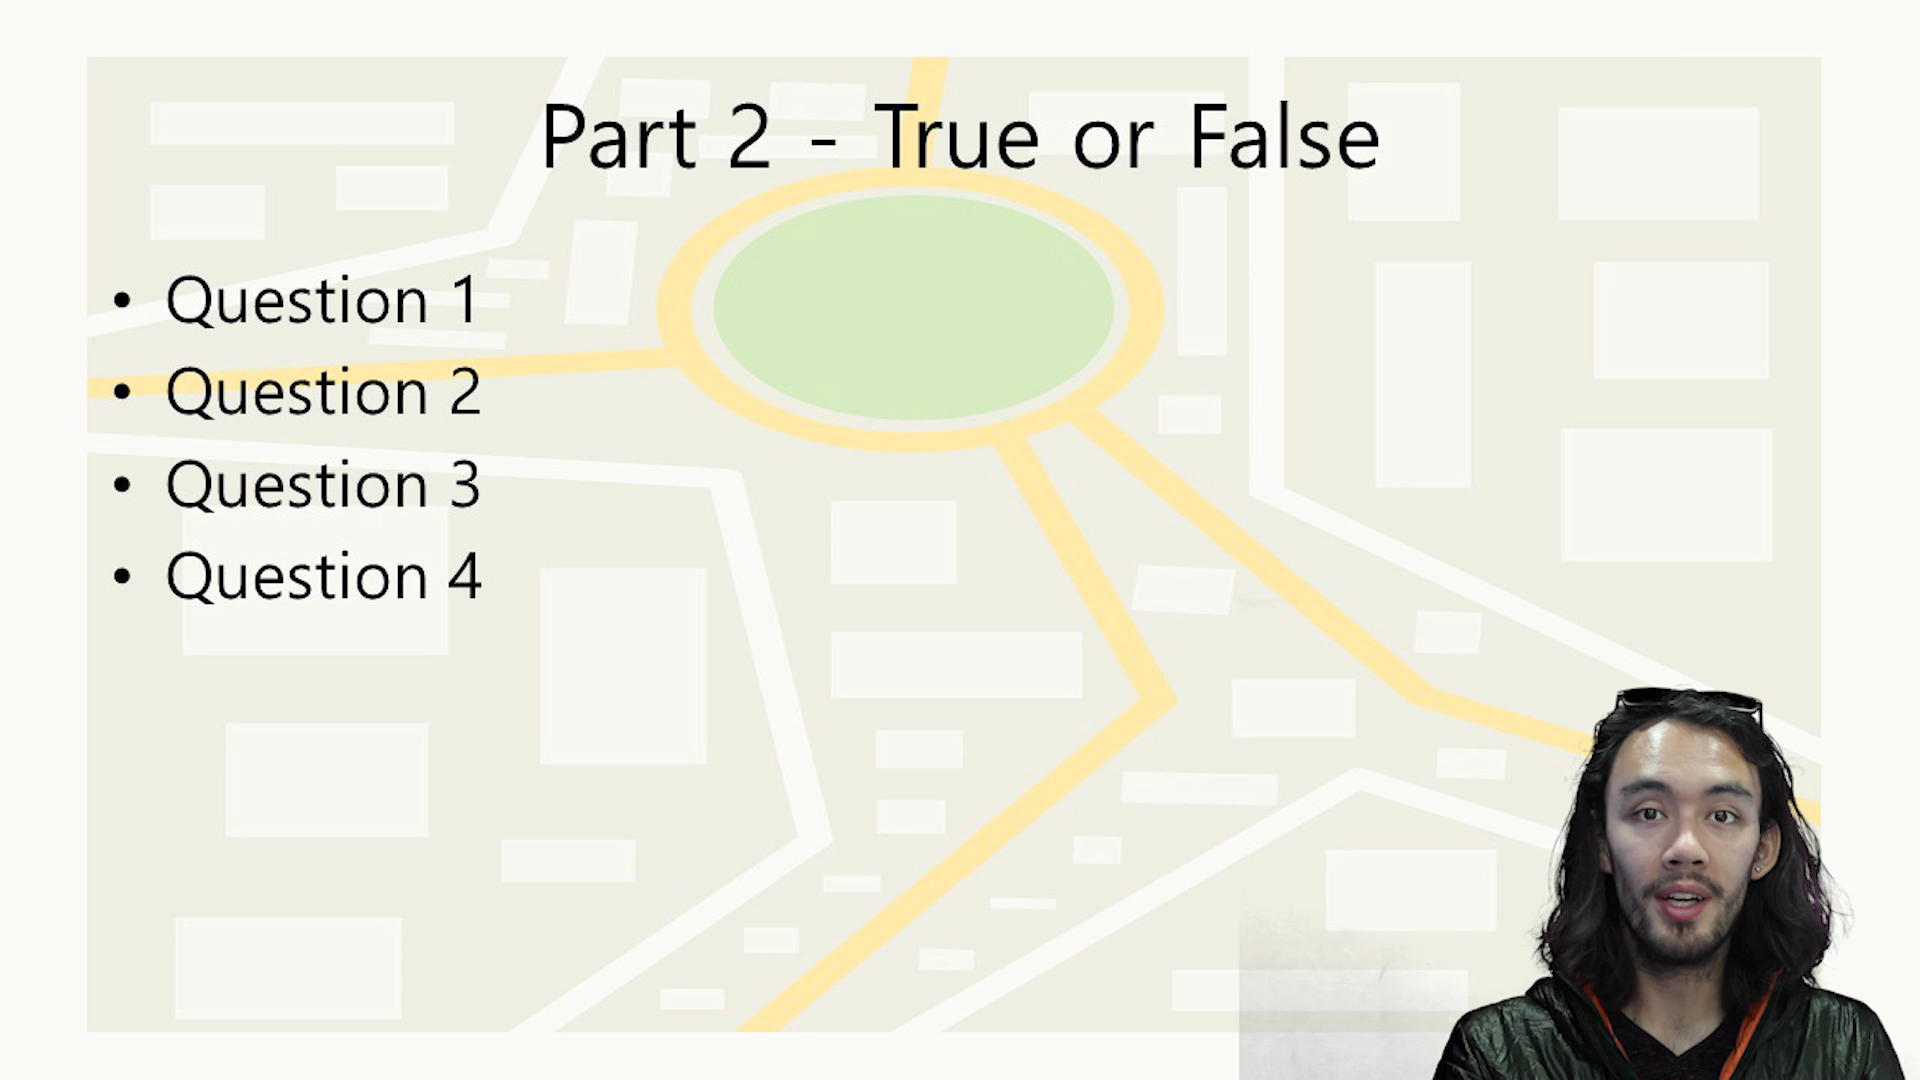 Part 2 - True or False
• Question 1
• Question 2
• Question 3
• Question 4